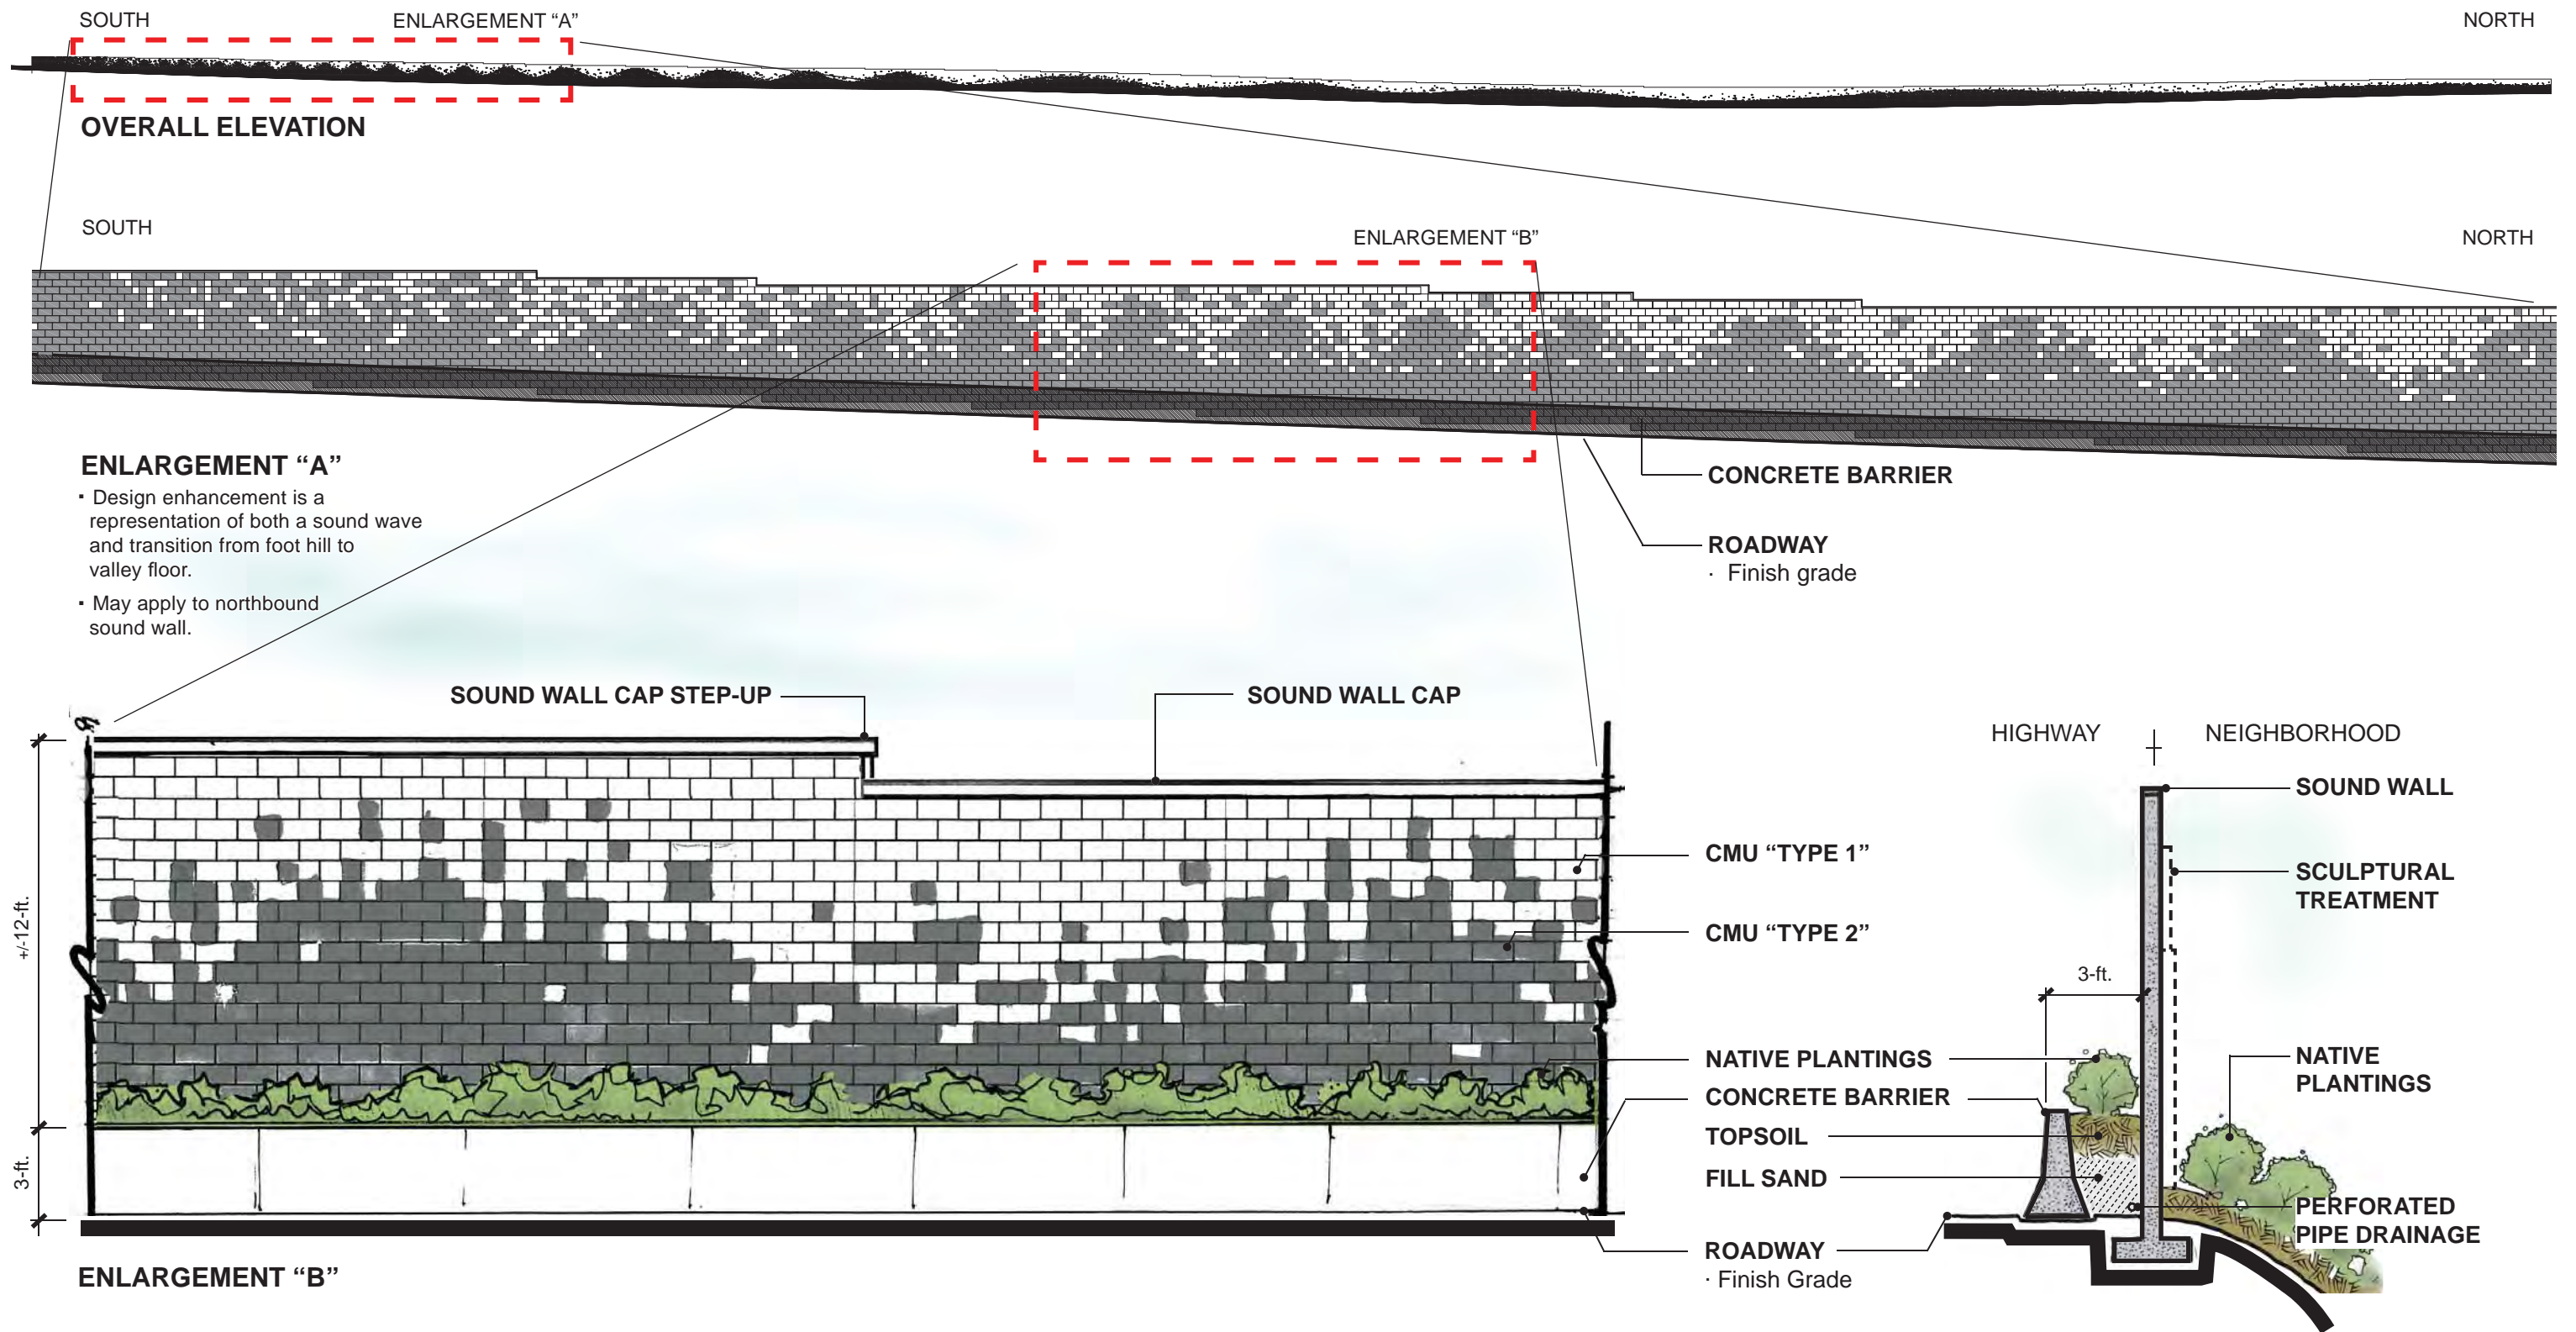 SOUTH
ENLARGEMENT “A”
NORTH
OVERALL ELEVATION
SOUTH
ENLARGEMENT “B”
NORTH
ENLARGEMENT “A”
▪ Design enhancement is a
representation of both a sound wave
and transition from foot hill to
valley floor.
▪ May apply to northbound
sound wall.
CONCRETE BARRIER
ROADWAY
· Finish grade
SOUND WALL CAP STEP-UP
SOUND WALL CAP
+/-12-ft.
3-ft.
CMU “TYPE 1”
CMU “TYPE 2”
NATIVE PLANTINGS
CONCRETE BARRIER
TOPSOIL
FILL SAND
ROADWAY
· Finish Grade
ENLARGEMENT “B”
HIGHWAY
NEIGHBORHOOD
SOUND WALL
SCULPTURAL
TREATMENT
3-ft.
NATIVE
PLANTINGS
PERFORATED
PIPE DRAINAGE